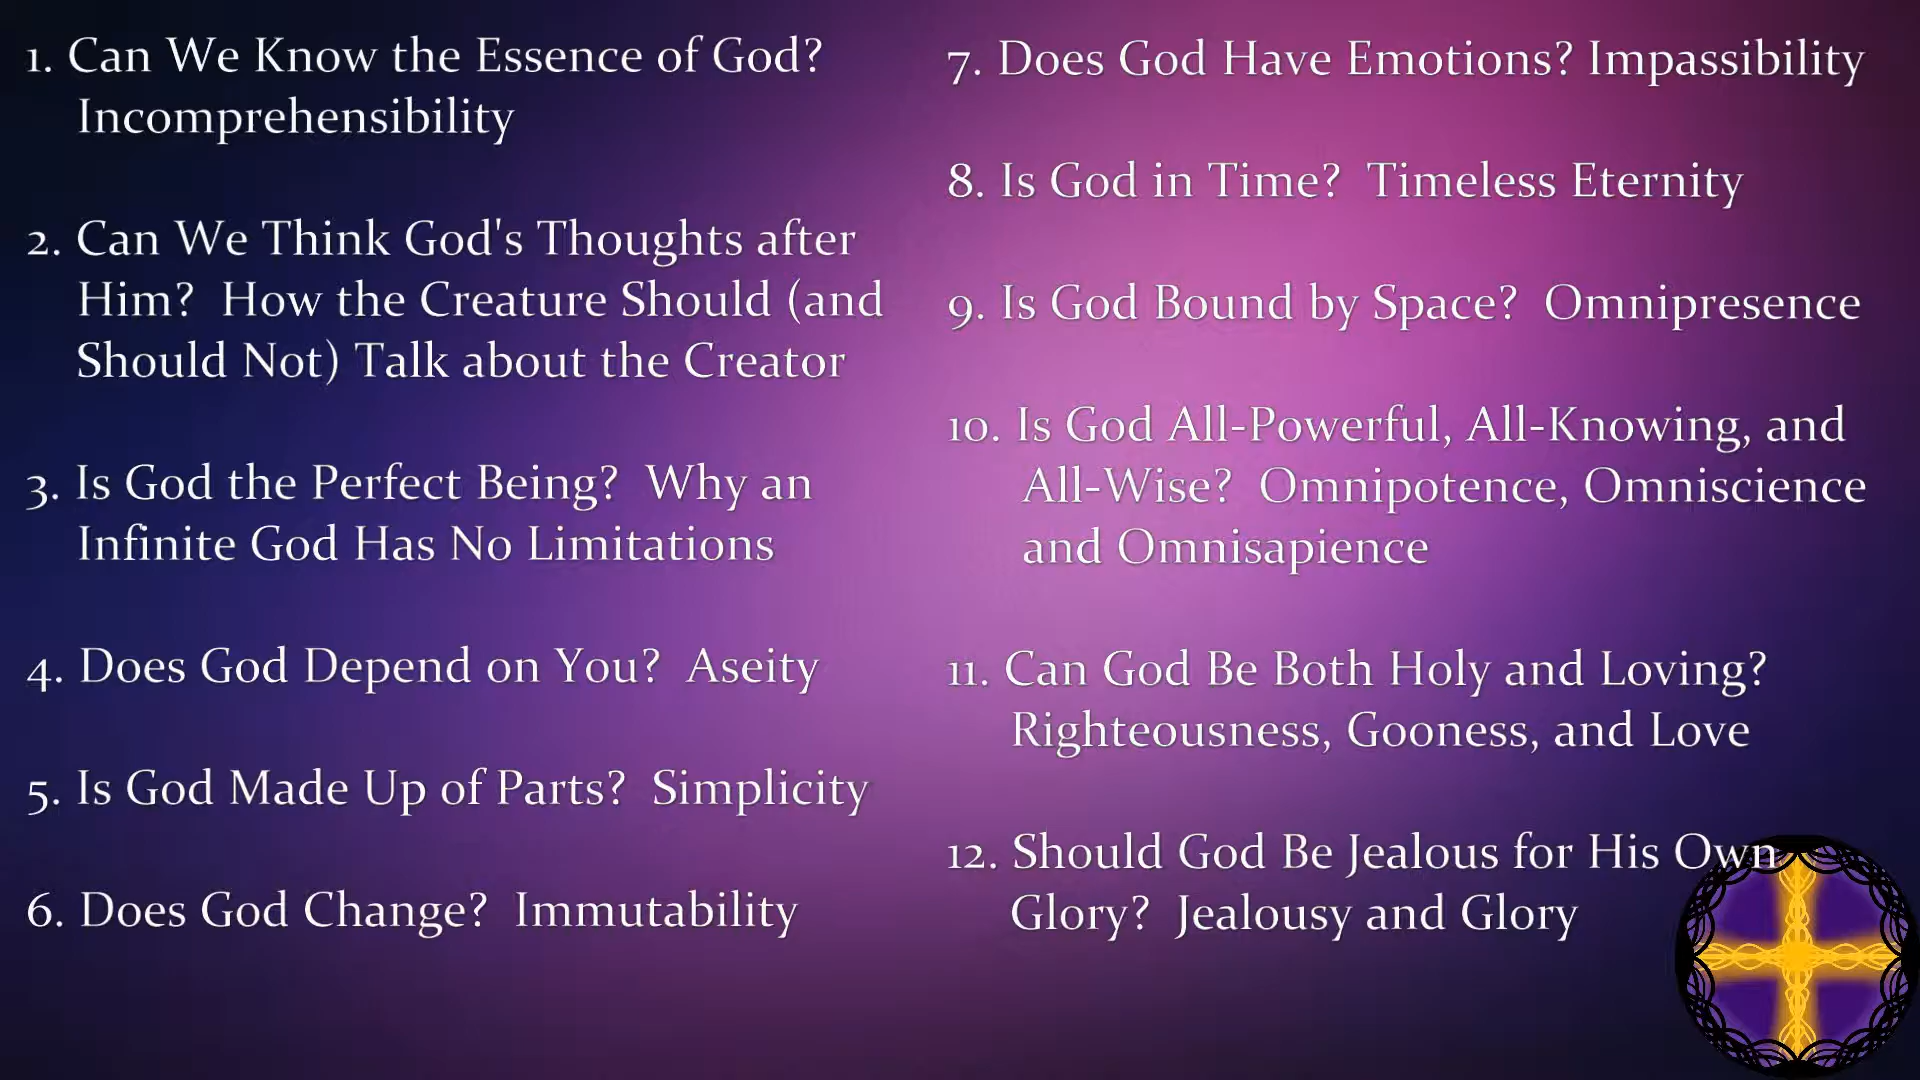 1. Can We Know the Essence of God?
Incomprehensibility
2. Can We Think God's Thoughts after
Him? How the Creature Should (and
Should Not) Talk about the Creator
3. Is God the Perfect Being? Why an
Infinite God Has No Limitations
4. Does God Depend on You? Aseity
5. Is God Made Up of Parts? Simplicity
6. Does God Change? Immutability
7. Does God Have Emotions? Impassibility
8. Is God in Time? Timeless Eternity
9. Is God Bound by Space? Omnipresence
10. Is God All-Powerful, All-Knowing, and
All-Wise? Omnipotence, Omniscience
and Omnisapience
11. Can God Be Both Holy and Loving?
Righteousness, Gooness, and Love
12. Should God Be Jealous for His Own
Glory? Jealousy and Glory